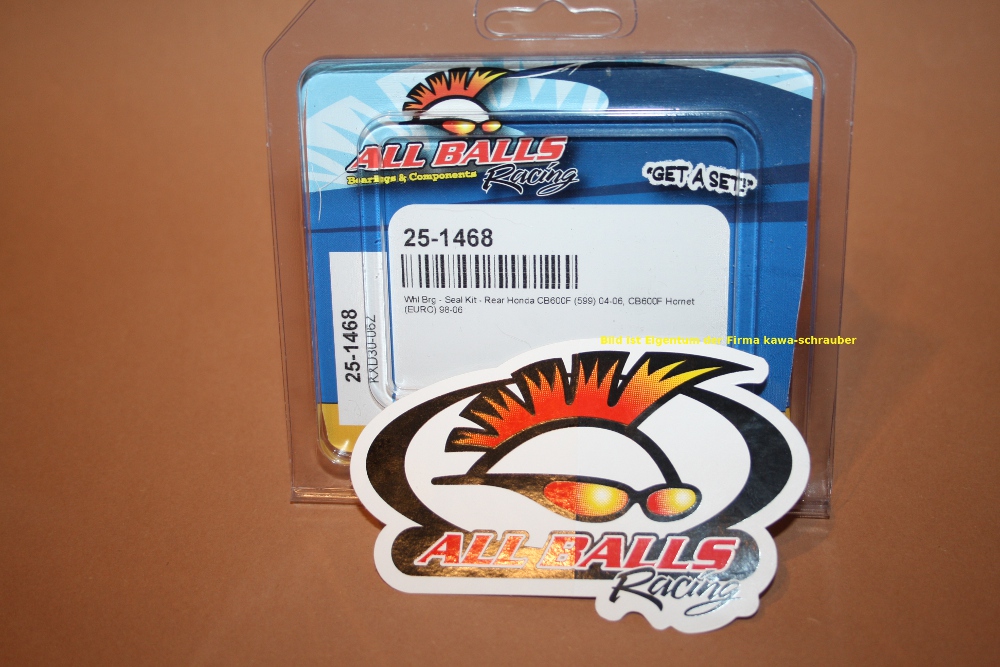 ALL BALLS
Bearings & Components
Racing
"GET A SET!"
25-1468
Whl Brg - Seal Kit - Rear Honda CB600F (599) 04-06, CB600F Hornet
(EURO) 98-06
25-1468
Bild ist Eigentum der Firma kawa-schrauber
ALL BALLS
Racing